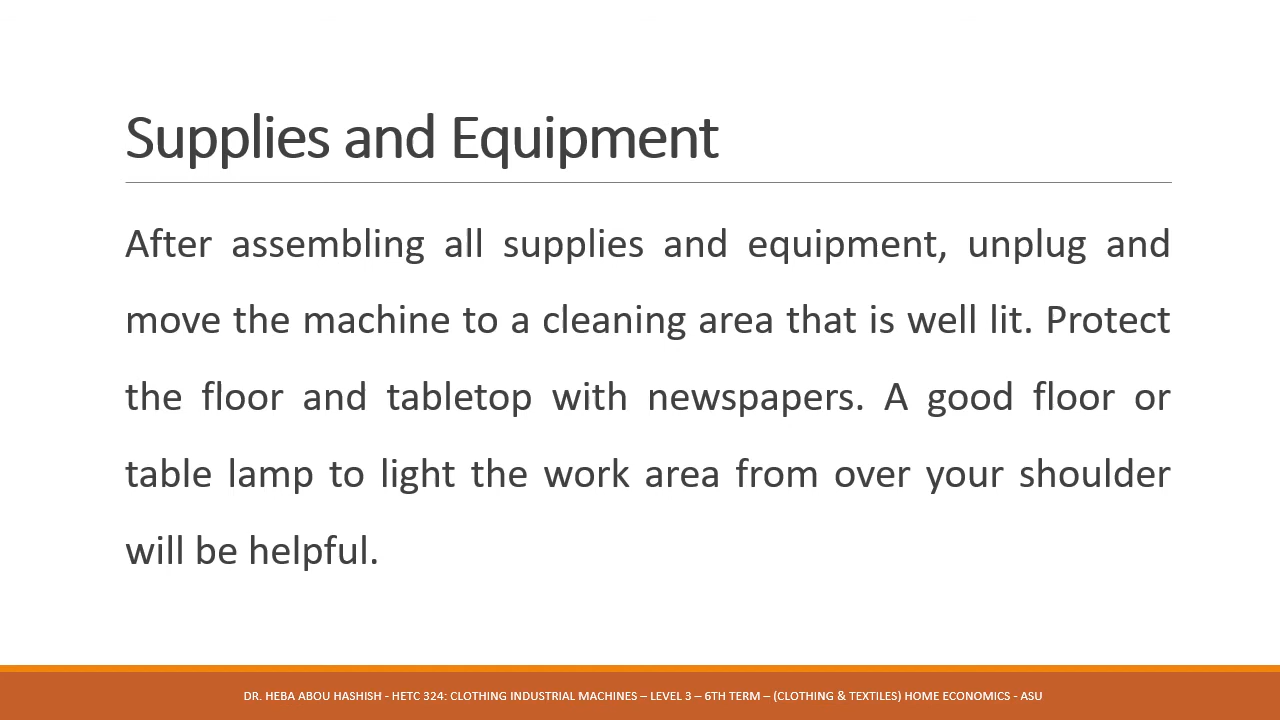 Supplies and Equipment
After assembling all supplies and equipment, unplug and
move the machine to a cleaning area that is well lit. Protect
the floor and tabletop with newspapers. A good floor or
table lamp to light the work area from over your shoulder
will be helpful.
DR. HEBA ABOU HASHISH - HETC 324: CLOTHING INDUSTRIAL MACHINES – LEVEL 3 – 6TH TERM – (CLOTHING & TEXTILES) HOME ECONOMICS - ASU